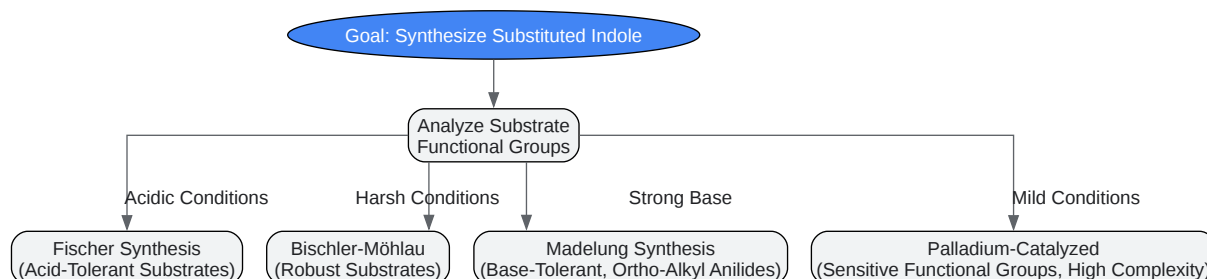 Goal: Synthesize Substituted Indole
Analyze Substrate
Functional Groups
Acidic Conditions
Harsh Conditions
Strong Base
Mild Conditions
Fischer Synthesis
(Acid-Tolerant Substrates)
Bischler-Möhlau
(Robust Substrates)
Madelung Synthesis
(Base-Tolerant, Ortho-Alkyl Anilides)
Palladium-Catalyzed
(Sensitive Functional Groups, High Complexity)